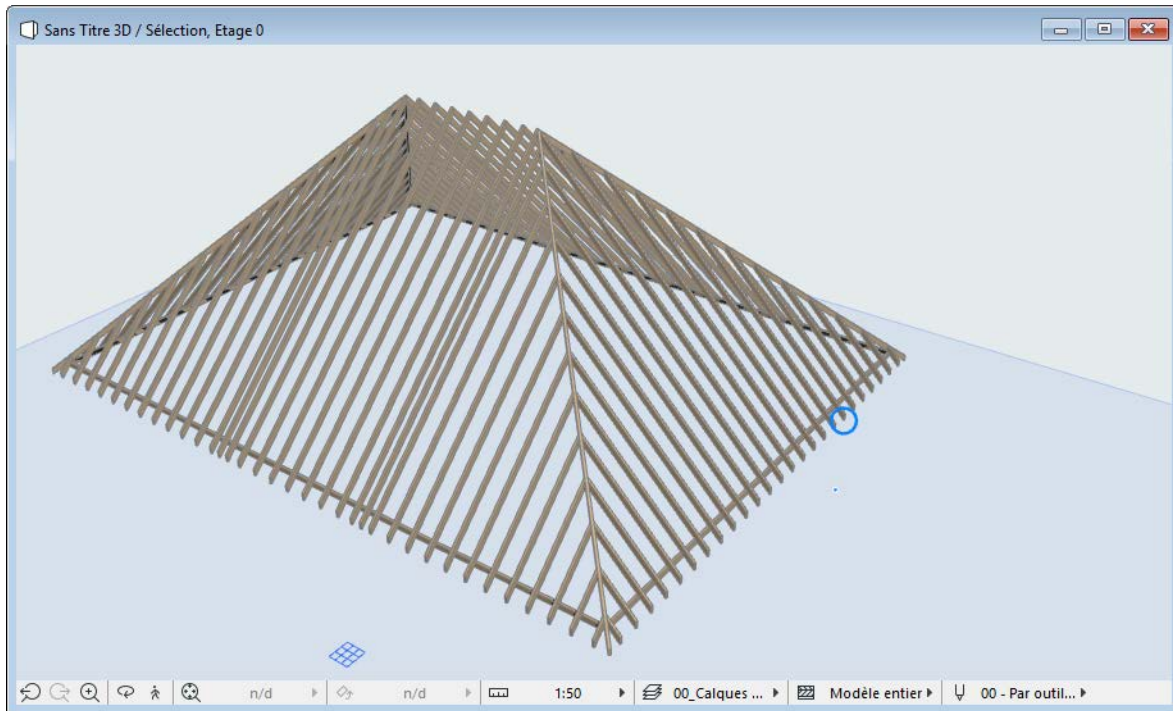 Sans Titre 3D / Sélection, Etage 0
n/d n/d 1:50 00_Calques ... Modèle entier 00 - Par outil...